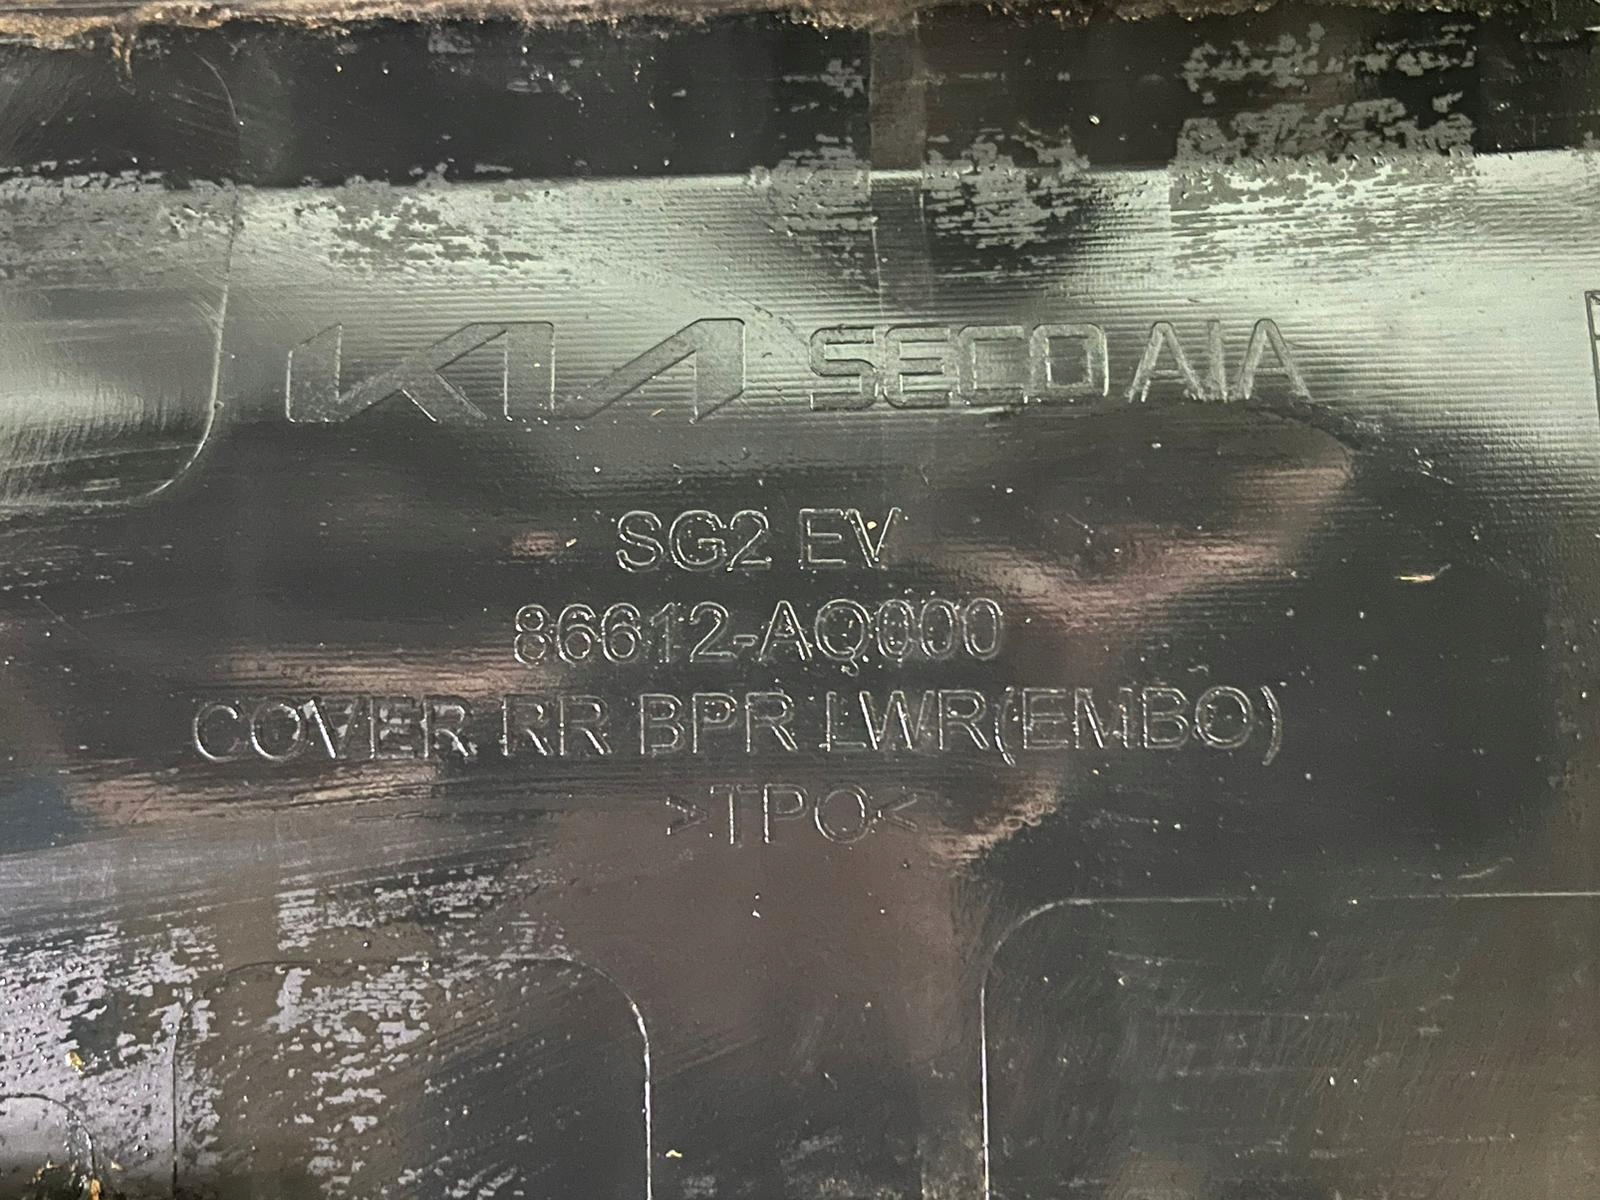 KIA SECO AIA
SG2 EV
86612-AQ000
COVER RR BPR LWR(EMBO)
>TPO<